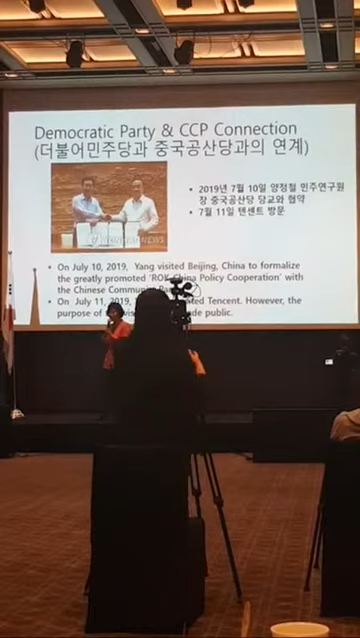 Democratic Party & CCP Connection
(더불어민주당과 중국공산당과의 연계)
• 2019년 7월 10일 양정철 민주연구원
장 중국공산당 당교와 협약
• 7월 11일 텐센트 방문
NEWS
• On July 10, 2019, Yang visited Beijing, China to formalize
the greatly promoted 'ROK-China Policy Cooperation' with
the Chinese Communist
• On July 11, 2019, visited Tencent. However, the
purpose of public.